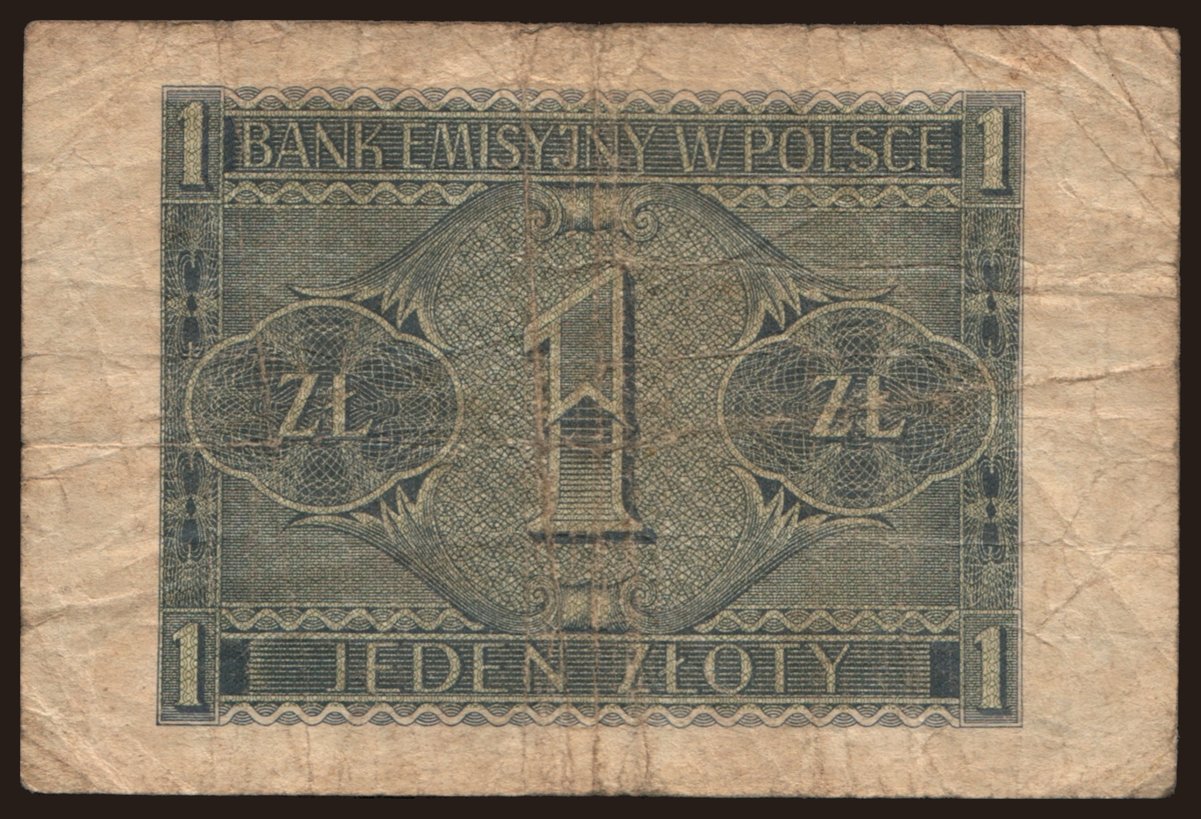 1 BANK EMISYJNY W POLSCE 1
ZŁ 1 ZŁ
1 JEDEN ZŁOTY 1